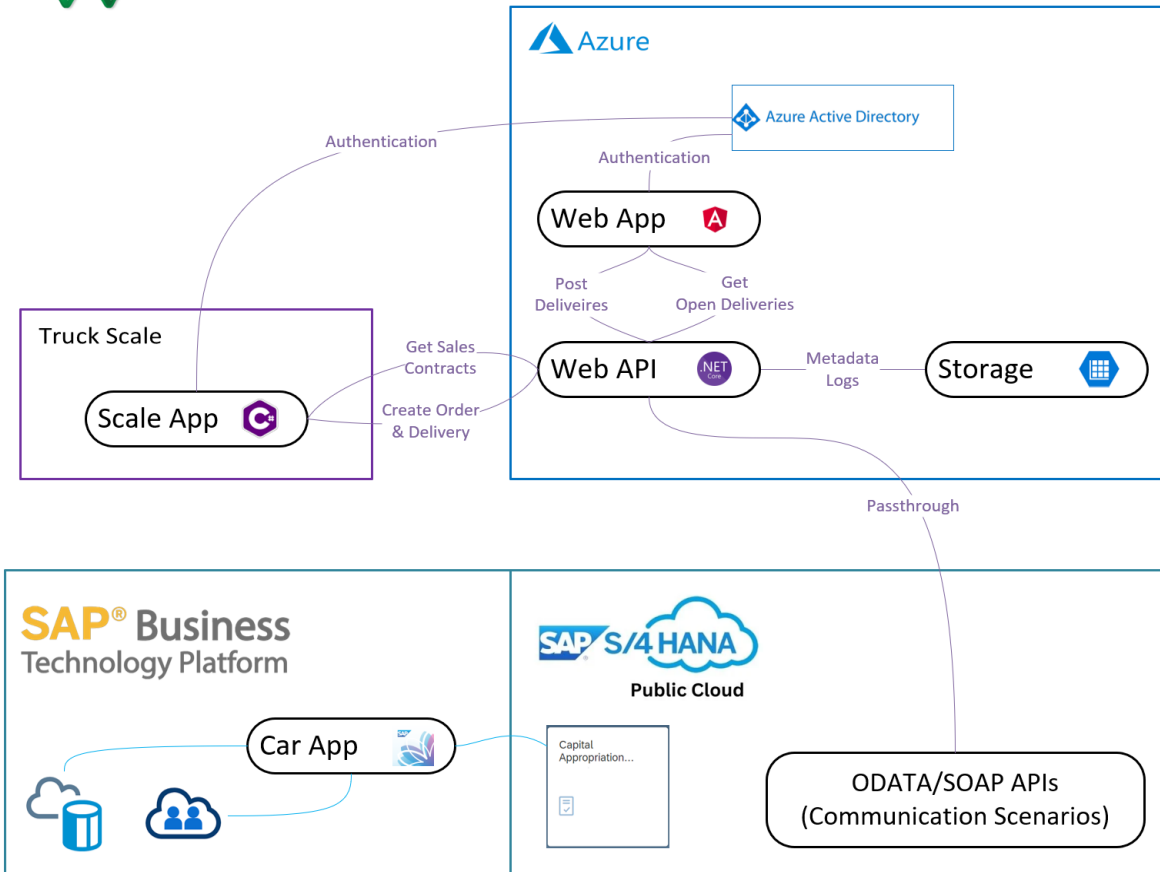 Azure
Azure Active Directory
Authentication
Authentication
Web App
Post
Deliveires
Get
Open Deliveries
Truck Scale
Get Sales
Contracts
Web API
.NET
Core
Metadata
Logs
Storage
Scale App
C#
Create Order
& Delivery
Passthrough
SAP® Business
Technology Platform
SAP S/4HANA
Public Cloud
Car App
SAP
Capital
Appropriation...
ODATA/SOAP APIs
(Communication Scenarios)